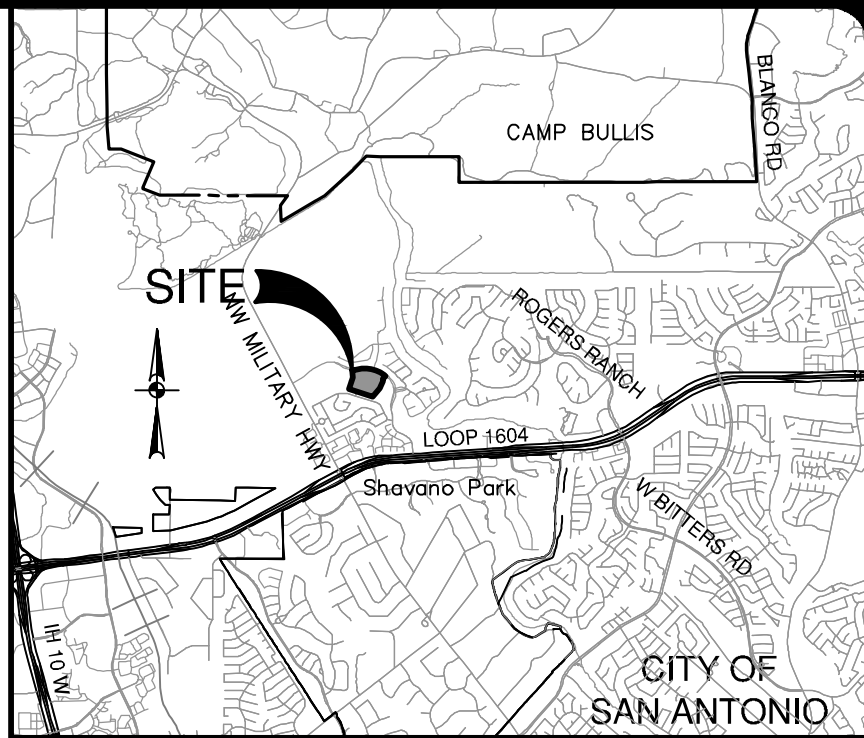 BLANCO RD
CAMP BULLIS
SITE
NW MILITARY HWY
ROGERS RANCH
LOOP 1604
Shavano Park
W BITTERS RD
IH 10 W
CITY OF
SAN ANTONIO